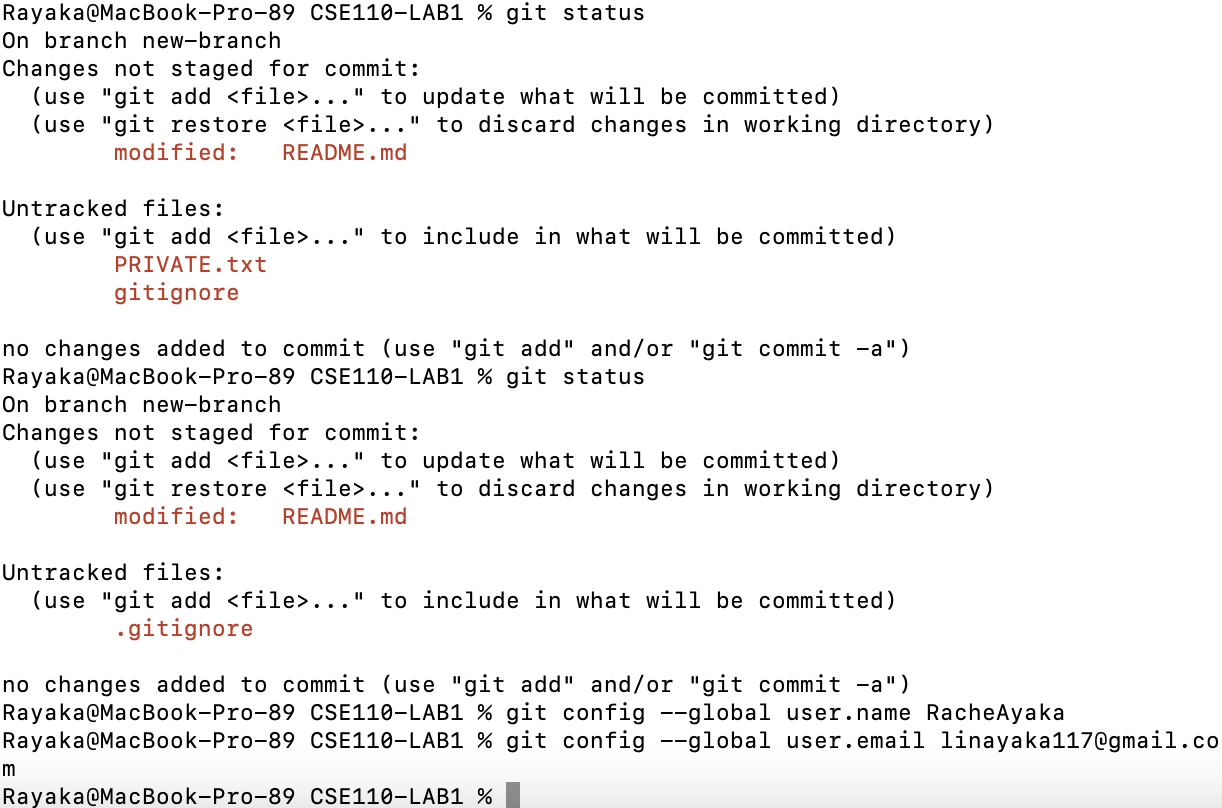 Rayaka@MacBook-Pro-89 CSE110-LAB1 % git status
On branch new-branch
Changes not staged for commit:
  (use "git add <file>..." to update what will be committed)
  (use "git restore <file>..." to discard changes in working directory)
        modified:   README.md

Untracked files:
  (use "git add <file>..." to include in what will be committed)
        PRIVATE.txt
        gitignore

no changes added to commit (use "git add" and/or "git commit -a")
Rayaka@MacBook-Pro-89 CSE110-LAB1 % git status
On branch new-branch
Changes not staged for commit:
  (use "git add <file>..." to update what will be committed)
  (use "git restore <file>..." to discard changes in working directory)
        modified:   README.md

Untracked files:
  (use "git add <file>..." to include in what will be committed)
        .gitignore

no changes added to commit (use "git add" and/or "git commit -a")
Rayaka@MacBook-Pro-89 CSE110-LAB1 % git config --global user.name RacheAyaka
Rayaka@MacBook-Pro-89 CSE110-LAB1 % git config --global user.email linayaka117@gmail.co
m
Rayaka@MacBook-Pro-89 CSE110-LAB1 %